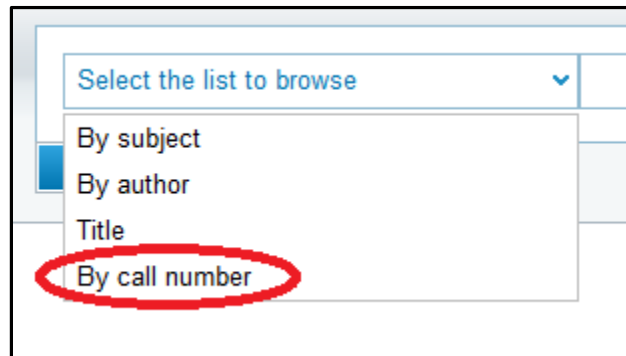 Select the list to browse
By subject
By author
Title
By call number